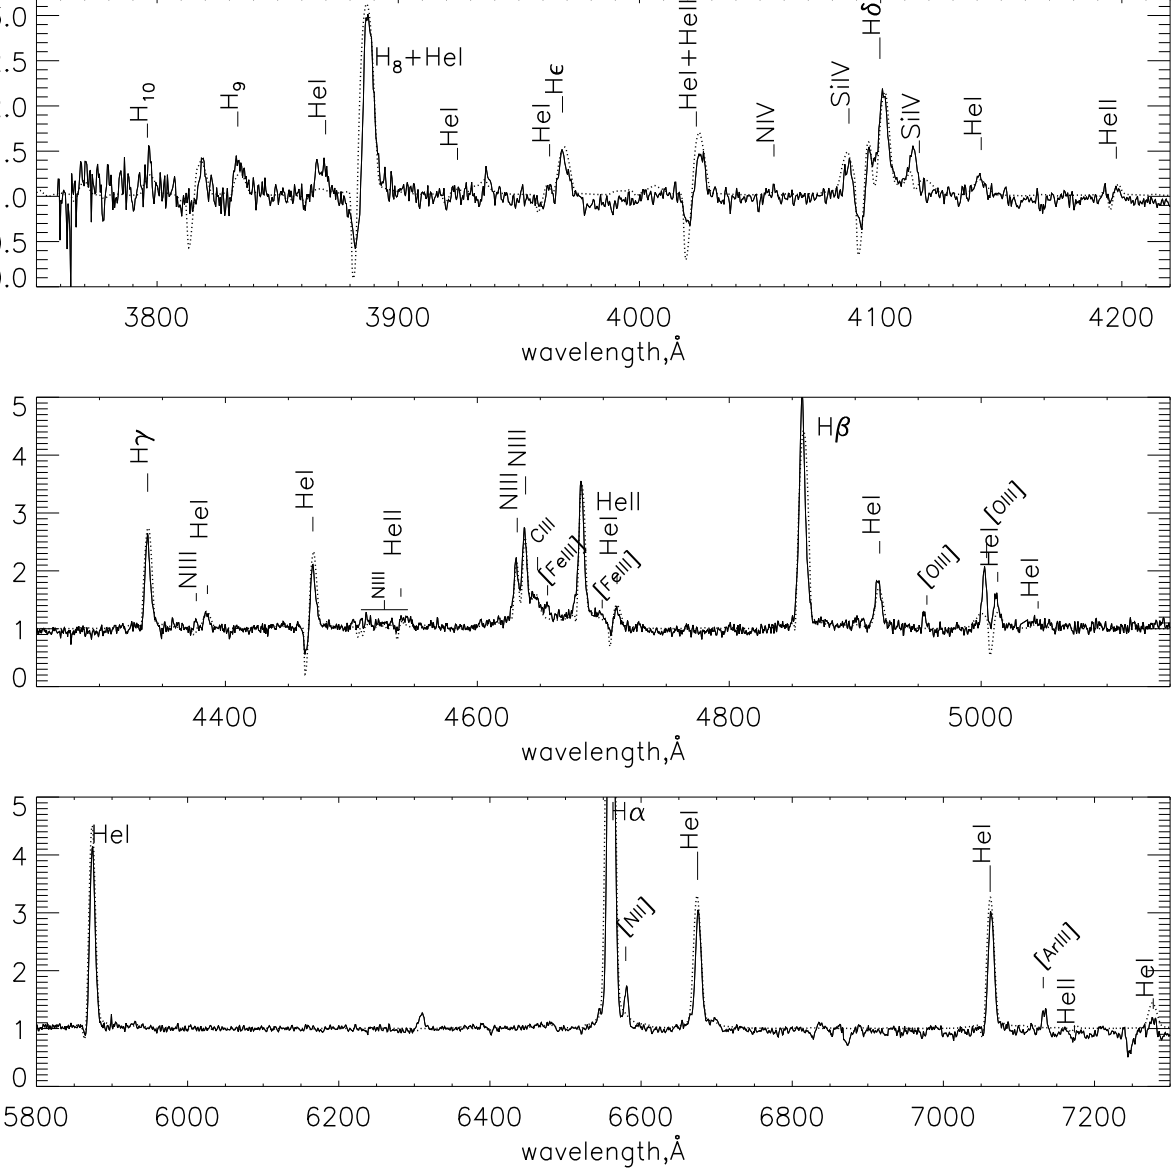 H10
H9
HeI
H8+HeI
HeI
HeI
Hϵ
HeI+HeII
NIV
SiIV
Hδ
SiIV
HeI
HeII
.0
.5
.0
.5
.0
.5
.0
3800 3900 4000 4100 4200
wavelength,Å
Hγ
NIII
HeI
HeI
NIII
HeII
NIII
NIII
CIII
[FeIII]
HeII
HeI
[FeIII]
Hβ
HeI
[OIII]
HeI
[OIII]
HeI
5
4
3
2
1
0
4400 4600 4800 5000
wavelength,Å
HeI
Hα
[NII]
HeI
HeI
[ArIII]
HeII
HeI
5
4
3
2
1
0
5800 6000 6200 6400 6600 6800 7000 7200
wavelength,Å